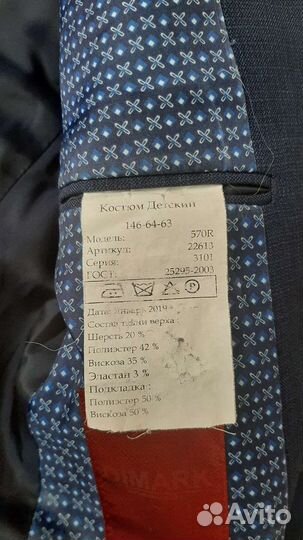 Костюм Детский
146-64-63
Модель: 570R
Артикул: 22613
Серия: 3101
ГОСТ: 25295-2003
P
Дата: январь 2019
Состав ткани верха:
Шерсть 20 %
Полиэстер 42 %
Вискоза 35 %
Эластан 3 %
Подкладка :
Полиэстер 50 %
Вискоза 50 %
MARK
Avito